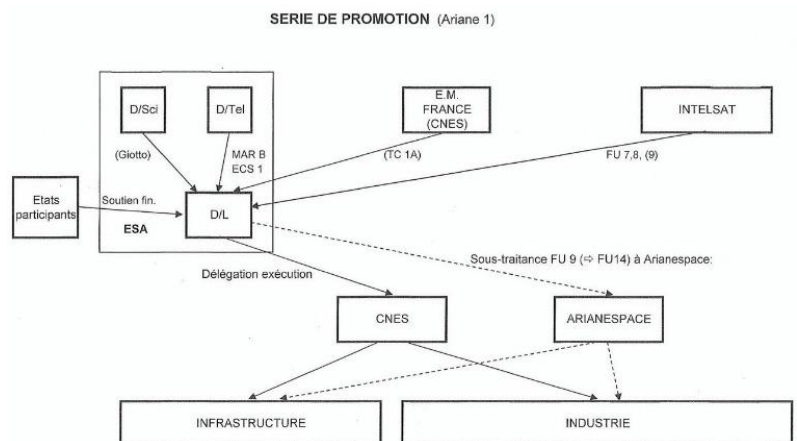 SERIE DE PROMOTION (Ariane 1)
D/Sci
D/Tel
E.M.
FRANCE
(CNES)
INTELSAT
(Giotto)
MAR B
ECS 1
(TC 1A)
FU 7,8, (9)
Etats
participants
Soutien fin.
D/L
ESA
Sous-traitance FU 9 (⇨ FU14) à Arianespace:
Délégation exécution
CNES
ARIANESPACE
INFRASTRUCTURE
INDUSTRIE